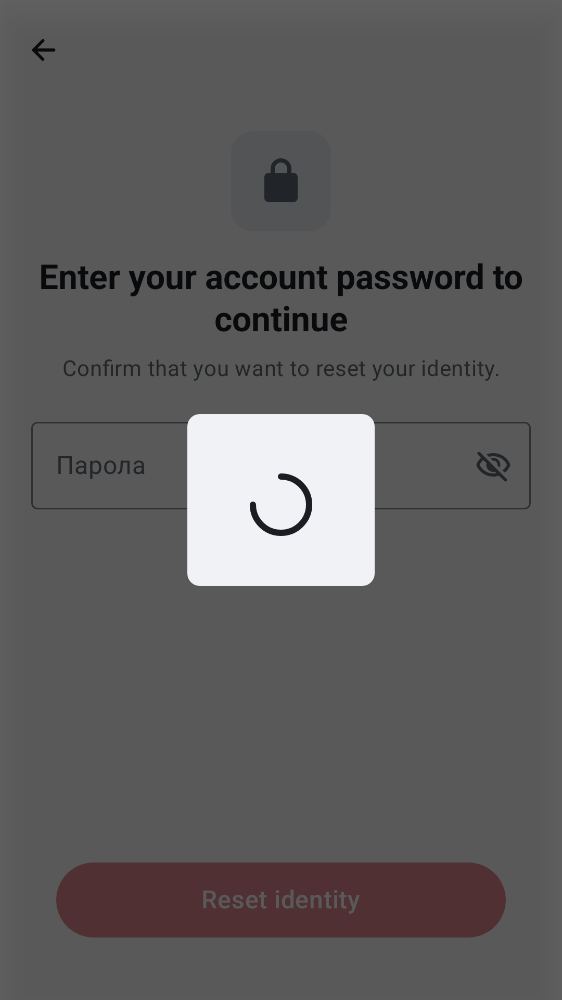 Enter your account password to
continue
Confirm that you want to reset your identity.
Парола
Reset identity